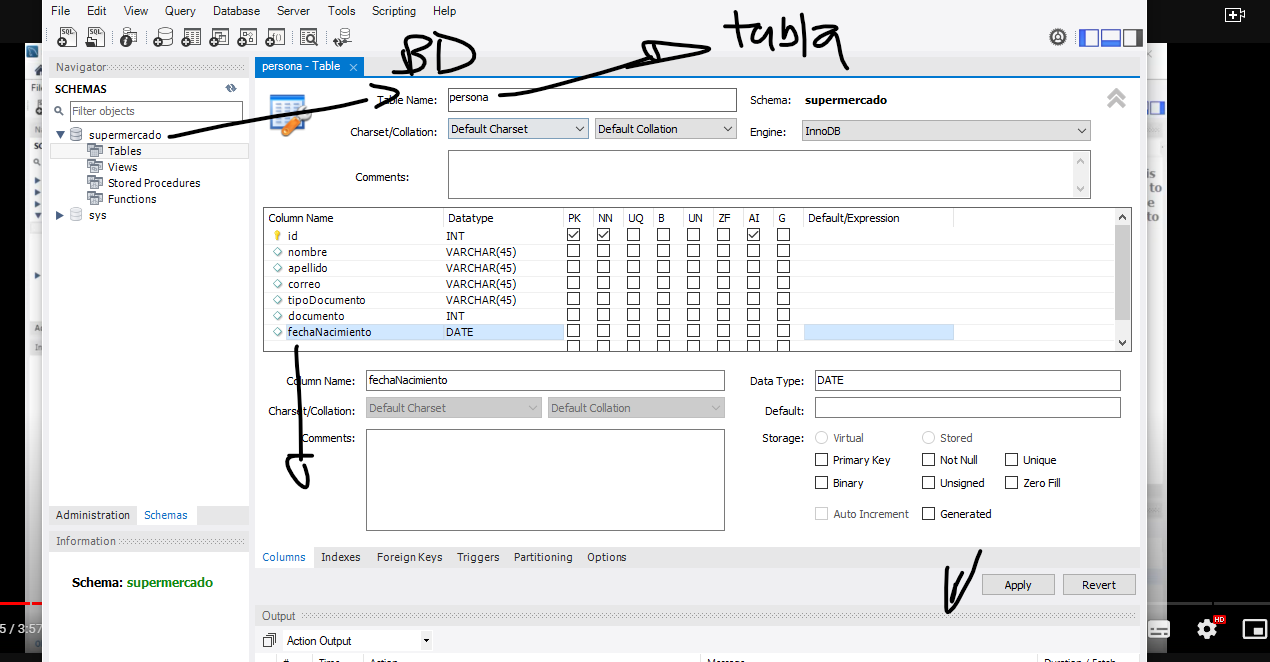 File Edit View Query Database Server Tools Scripting Help
BD
tabla
Navigator
SCHEMAS
Filter objects
supermercado
Tables
Views
Stored Procedures
Functions
sys
Administration Schemas
Information
Schema: supermercado
persona - Table
Table Name: persona Schema: supermercado
Charset/Collation: Default Charset Default Collation Engine: InnoDB
Comments:
Column Name Datatype PK NN UQ B UN ZF AI G Default/Expression
id INT
nombre VARCHAR(45)
apellido VARCHAR(45)
correo VARCHAR(45)
tipoDocumento VARCHAR(45)
documento INT
fechaNacimiento DATE
Column Name: fechaNacimiento Data Type: DATE
Charset/Collation: Default Charset Default Collation Default:
Comments: Storage: Virtual Stored
Primary Key Not Null Unique
Binary Unsigned Zero Fill
Auto Increment Generated
Columns Indexes Foreign Keys Triggers Partitioning Options
Apply Revert
Output
Action Output
# Time Action Message Duration / Fetch
5 / 3:57
HD